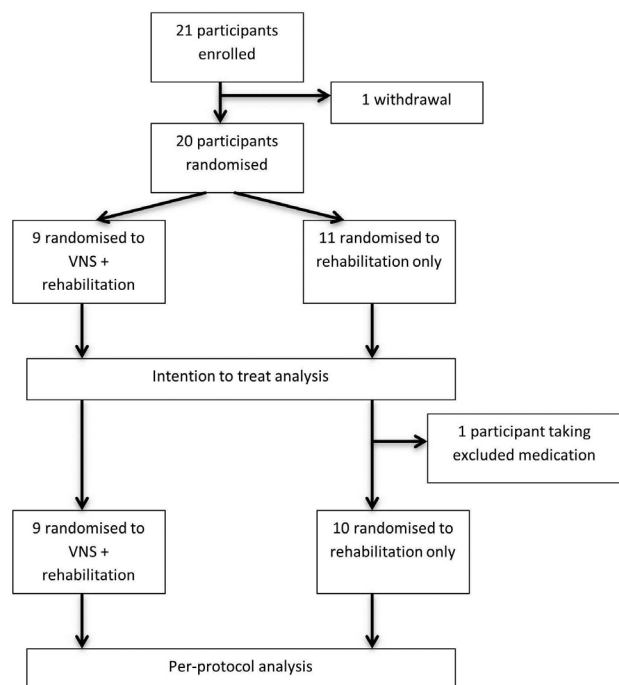 21 participants
enrolled
1 withdrawal
20 participants
randomised
9 randomised to
VNS +
rehabilitation
11 randomised to
rehabilitation only
Intention to treat analysis
1 participant taking
excluded medication
9 randomised to
VNS +
rehabilitation
10 randomised to
rehabilitation only
Per-protocol analysis